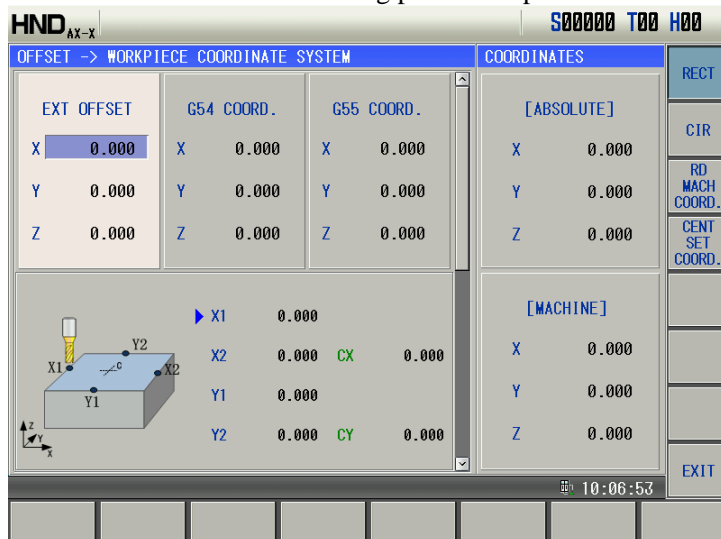 HND AX-X S00000 T00 H00
OFFSET -> WORKPIECE COORDINATE SYSTEM COORDINATES
RECT
EXT OFFSET G54 COORD. G55 COORD. [ABSOLUTE]
CIR
X 0.000 X 0.000 X 0.000 X 0.000
RD
MACH
COORD.
Y 0.000 Y 0.000 Y 0.000 Y 0.000
CENT
SET
COORD.
Z 0.000 Z 0.000 Z 0.000 Z 0.000
X1 0.000 [MACHINE]
X2 0.000 CX 0.000 X 0.000
Y1 0.000 Y 0.000
Y2 0.000 CY 0.000 Z 0.000
Y2
X1 C X2
Y1
Z
Y
X
EXIT
10:06:53